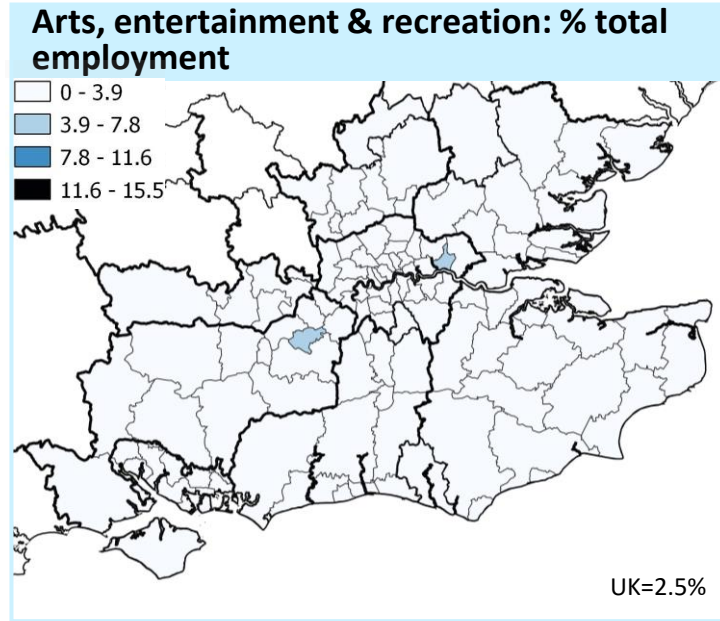 Arts, entertainment & recreation: % total
employment
0 - 3.9
3.9 - 7.8
7.8 - 11.6
11.6 - 15.5
UK=2.5%